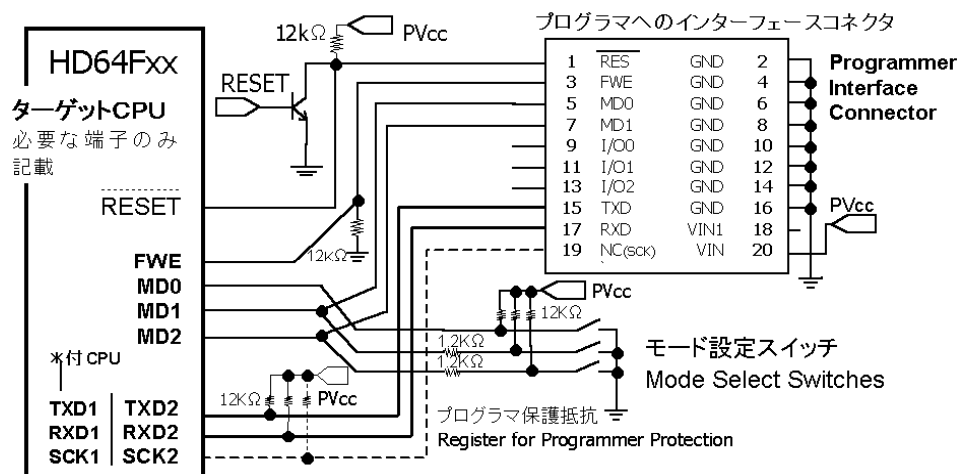 HD64Fxx
ターゲットCPU
必要な端子のみ
記載
RESET
FWE
MD0
MD1
MD2
*付 CPU
TXD1 TXD2
RXD1 RXD2
SCK1 SCK2
12kΩ
PVcc
RESET
12KΩ
12KΩ
PVcc
プログラマへのインターフェースコネクタ
1 RES GND 2
3 FWE GND 4
5 MD0 GND 6
7 MD1 GND 8
9 I/O0 GND 10
11 I/O1 GND 12
13 I/O2 GND 14
15 TXD GND 16
17 RXD VIN1 18
19 NC(SCK) VIN 20
Programmer
Interface
Connector
PVcc
PVcc
12KΩ
1.2KΩ
1.2KΩ
モード設定スイッチ
Mode Select Switches
プログラマ保護抵抗
Register for Programmer Protection